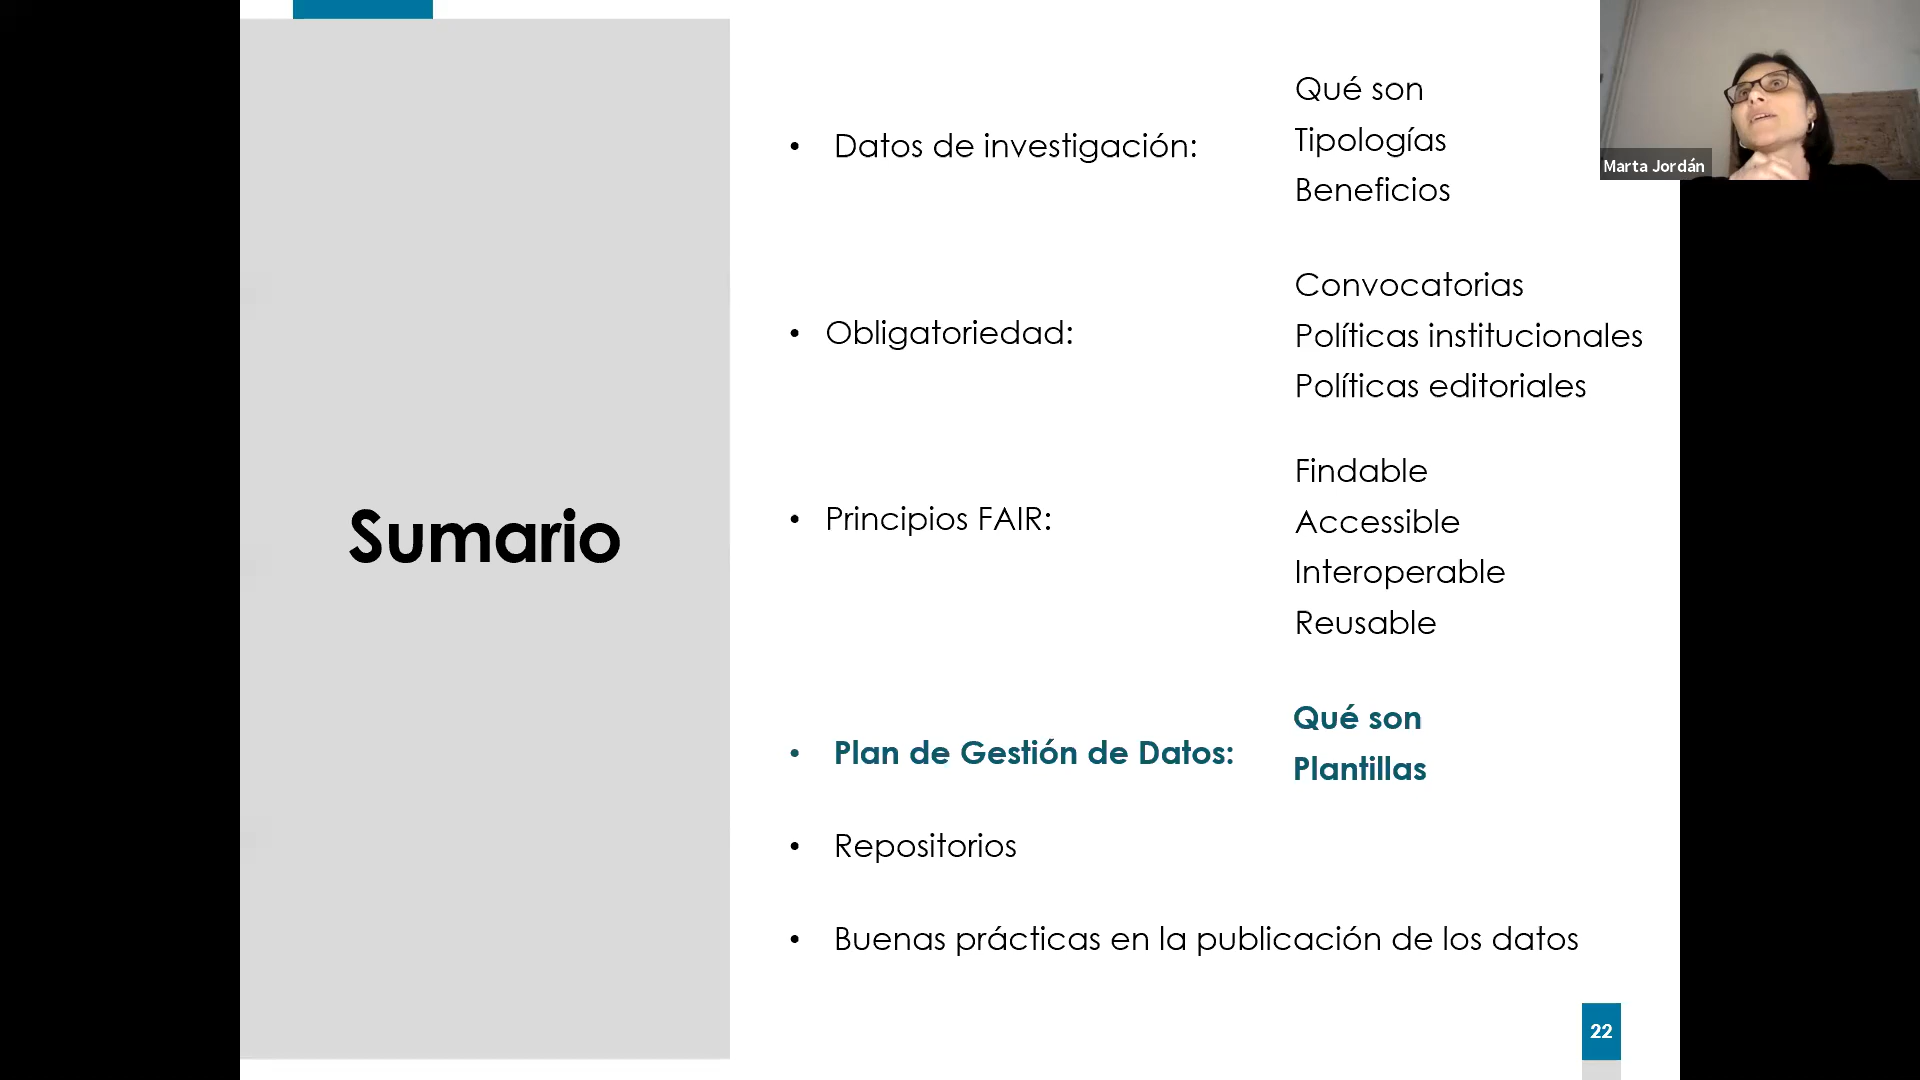 Sumario
• Datos de investigación:
Qué son
Tipologías
Beneficios
• Obligatoriedad:
Convocatorias
Políticas institucionales
Políticas editoriales
• Principios FAIR:
Findable
Accessible
Interoperable
Reusable
• Plan de Gestión de Datos:
Qué son
Plantillas
• Repositorios
• Buenas prácticas en la publicación de los datos
22
Marta Jordán